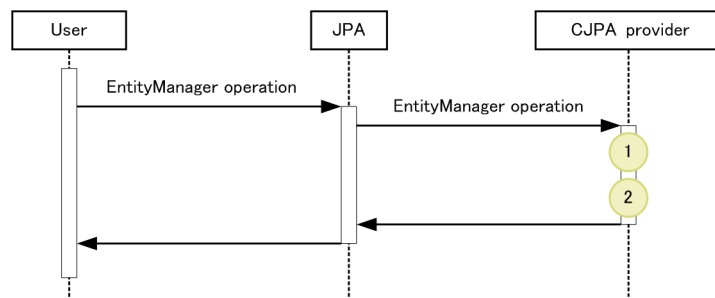 User
JPA
CJPA provider
EntityManager operation
EntityManager operation
1
2